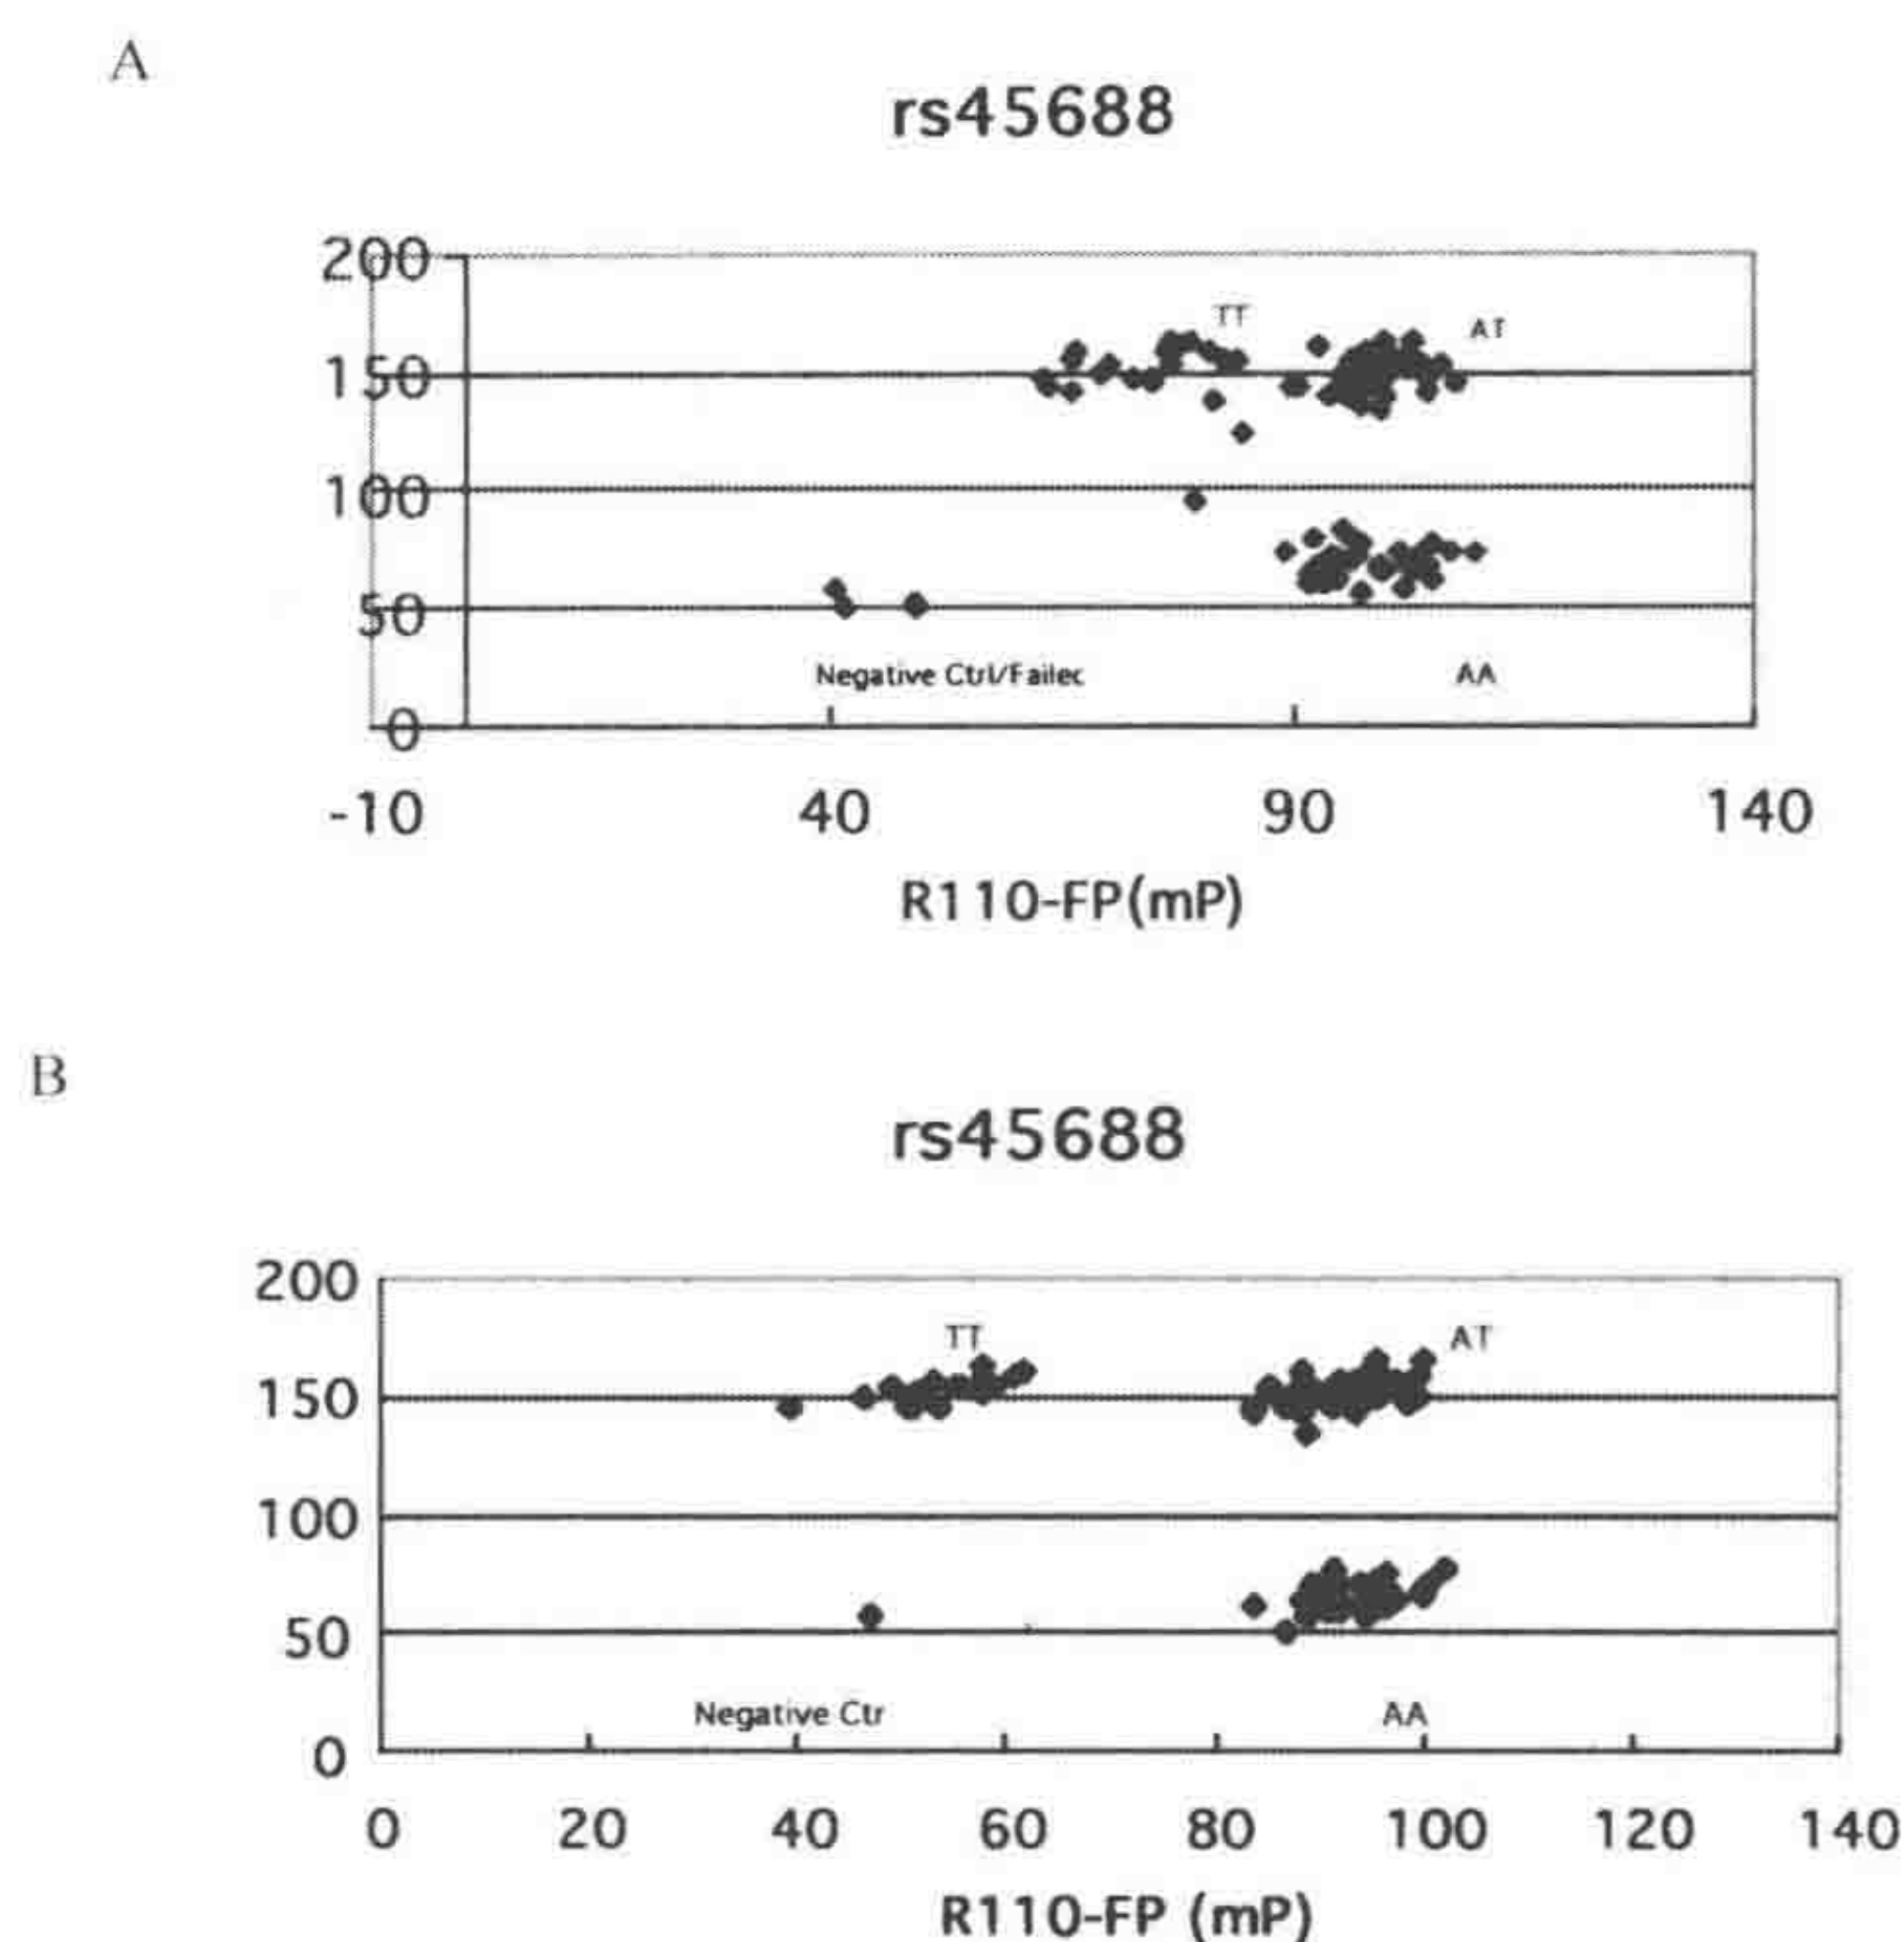 A
rs45688
200
TT
AT
150
100
50
Negative Ctrl/Failec
AA
0
-10 40 90 140
R110-FP(mP)
B
rs45688
200
TT
AT
150
100
50
Negative Ctr
AA
0
0 20 40 60 80 100 120 140
R110-FP (mP)